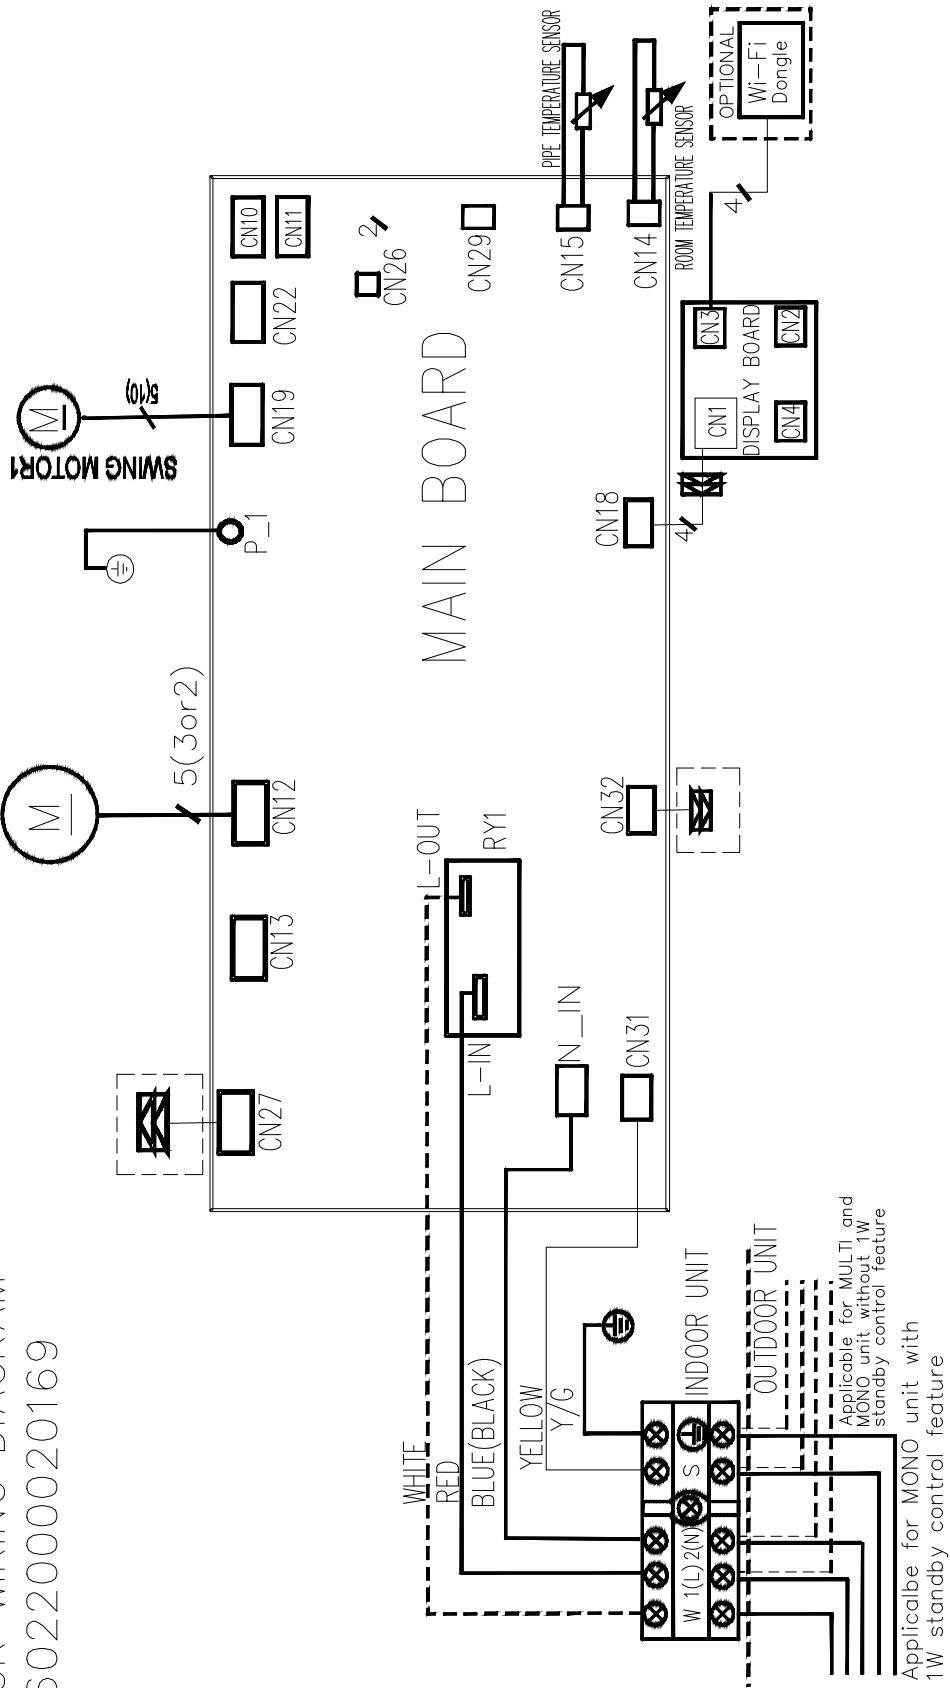 WIRING DIAGRAM
6022000020169
SWING MOTOR1
M
5(10)
M
5(3or2)
P_1
CN27
CN13
CN12
CN19
CN22
CN10
CN11
CN26
2
CN29
CN15
CN14
PIPE TEMPERATURE SENSOR
ROOM TEMPERATURE SENSOR
MAIN BOARD
L-IN
L-OUT
RY1
N_IN
CN31
CN32
CN18
4
CN1
CN3
DISPLAY BOARD
CN4
CN2
4
OPTIONAL
Wi-Fi
Dongle
WHITE
RED
BLUE(BLACK)
YELLOW
Y/G
W 1(L) 2(N) S
INDOOR UNIT
OUTDOOR UNIT
Applicable for MULTI and
MONO unit without 1W
standby control feature
Applicalbe for MONO unit with
1W standby control feature